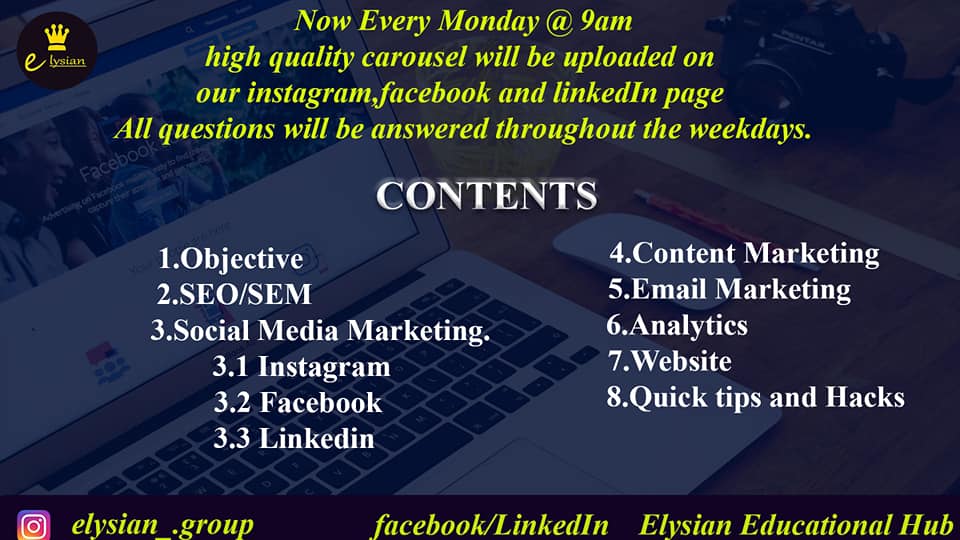 e lysian
Now Every Monday @ 9am
high quality carousel will be uploaded on
our instagram,facebook and linkedIn page
All questions will be answered throughout the weekdays.
PENTAX
Facebook
CONTENTS
1.Objective
2.SEO/SEM
3.Social Media Marketing.
3.1 Instagram
3.2 Facebook
3.3 Linkedin
4.Content Marketing
5.Email Marketing
6.Analytics
7.Website
8.Quick tips and Hacks
elysian_.group
facebook/LinkedIn Elysian Educational Hub